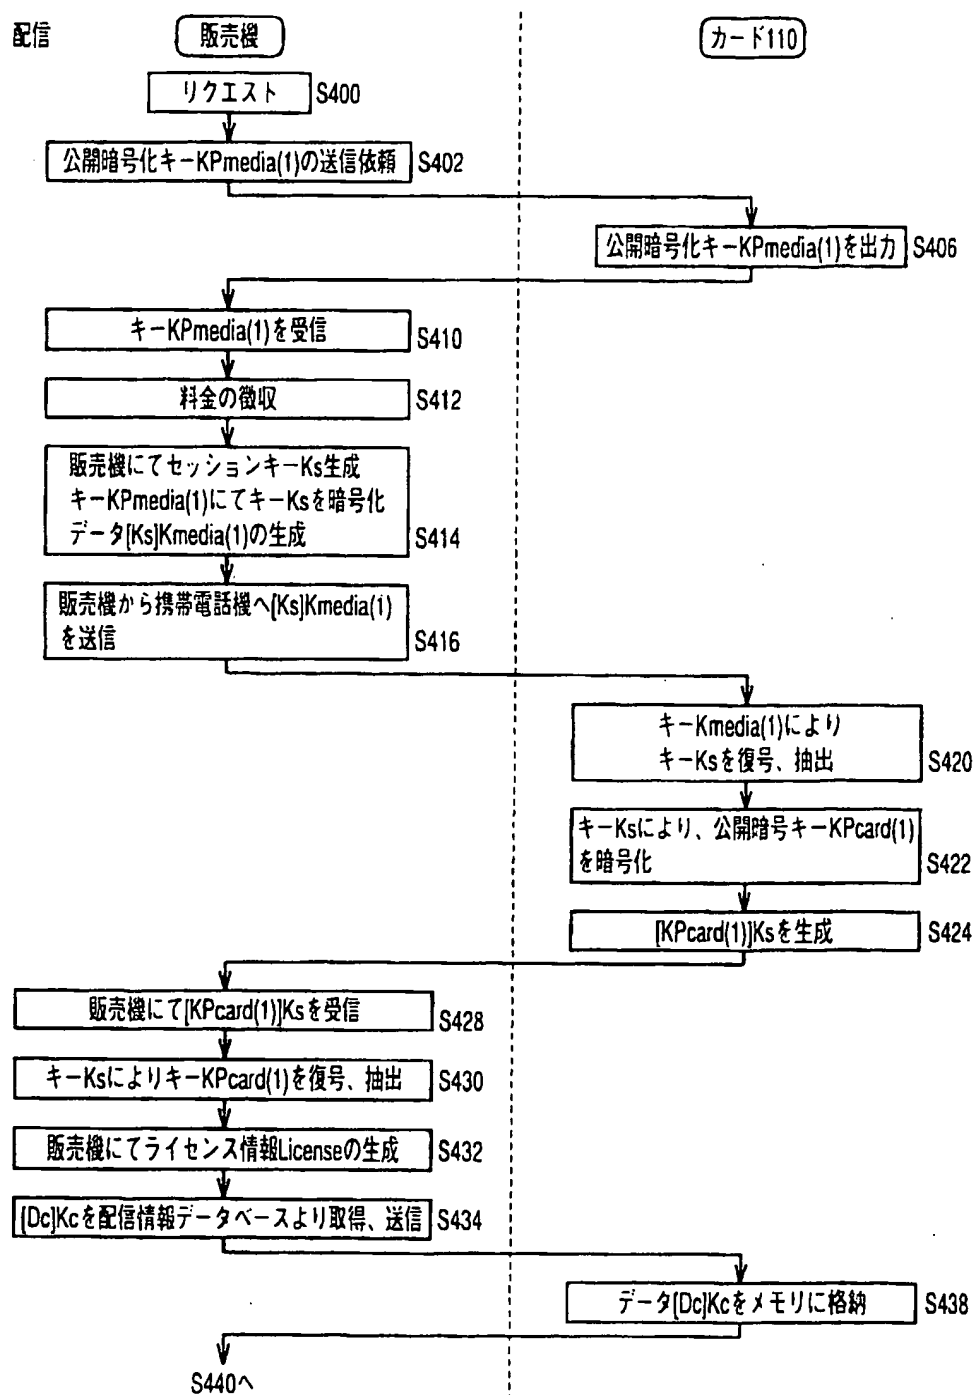 配信
販売機
カード110
リクエスト
S400
公開暗号化キーKPmedia(1)の送信依頼
S402
公開暗号化キーKPmedia(1)を出力
S406
キーKPmedia(1)を受信
S410
料金の徴収
S412
販売機にてセッションキーKs生成
キーKPmedia(1)にてキーKsを暗号化
データ[Ks]Kmedia(1)の生成
S414
販売機から携帯電話機へ[Ks]Kmedia(1)
を送信
S416
キーKmedia(1)により
キーKsを復号、抽出
S420
キーKsにより、公開暗号キーKPcard(1)
を暗号化
S422
[KPcard(1)]Ksを生成
S424
販売機にて[KPcard(1)]Ksを受信
S428
キーKsによりキーKPcard(1)を復号、抽出
S430
販売機にてライセンス情報Licenseの生成
S432
[Dc]Kcを配信情報データベースより取得、送信
S434
データ[Dc]Kcをメモリに格納
S438
S440へ